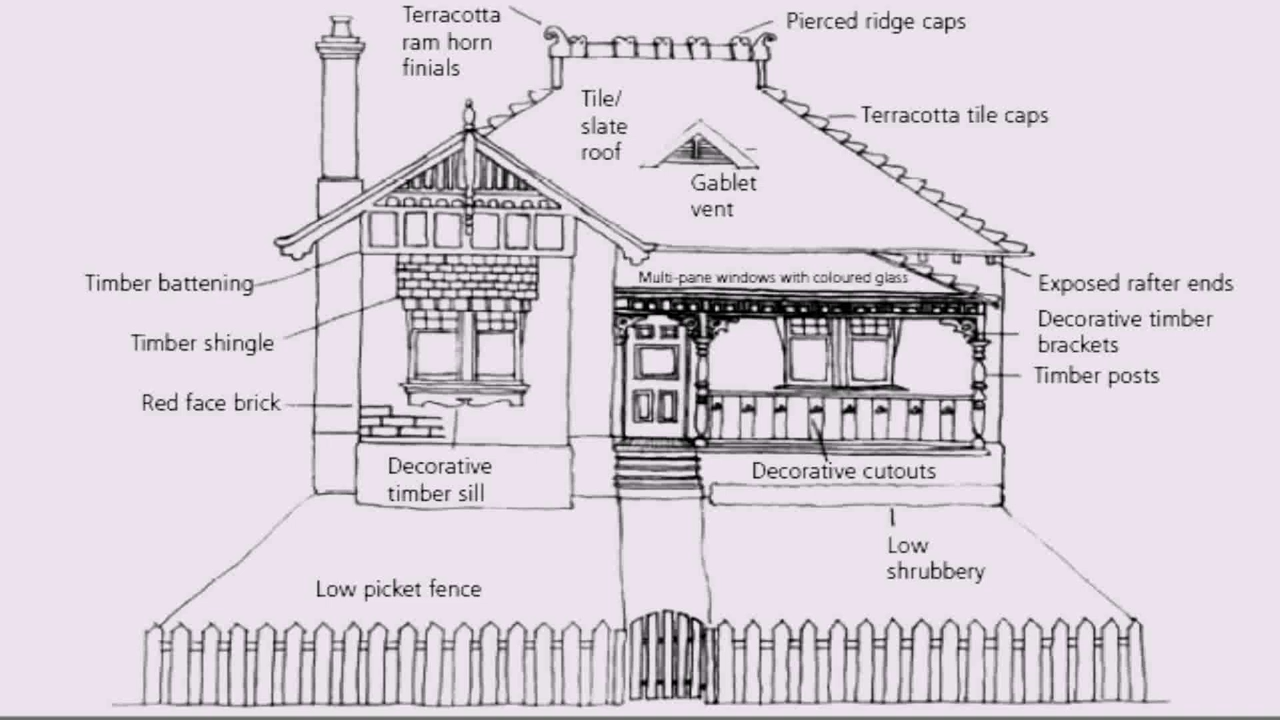 Terracotta
ram horn
finials
Pierced ridge caps
Tile/
slate
roof
Terracotta tile caps
Gablet
vent
Timber battening
Multi-pane windows with coloured glass
Exposed rafter ends
Decorative timber
brackets
Timber shingle
Timber posts
Red face brick
Decorative
timber sill
Decorative cutouts
Low
shrubbery
Low picket fence